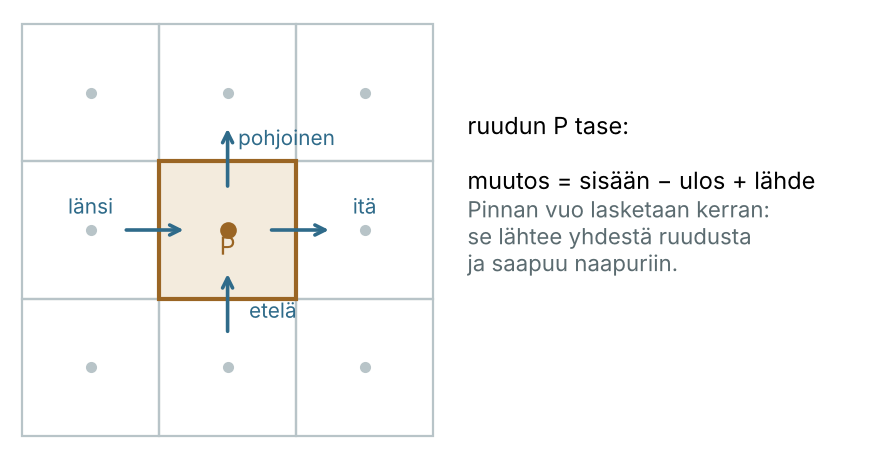 pohjoinen
länsi
itä
P
etelä
ruudun P tase:
muutos = sisään − ulos + lähde
Pinnan vuo lasketaan kerran:
se lähtee yhdestä ruudusta
ja saapuu naapuriin.